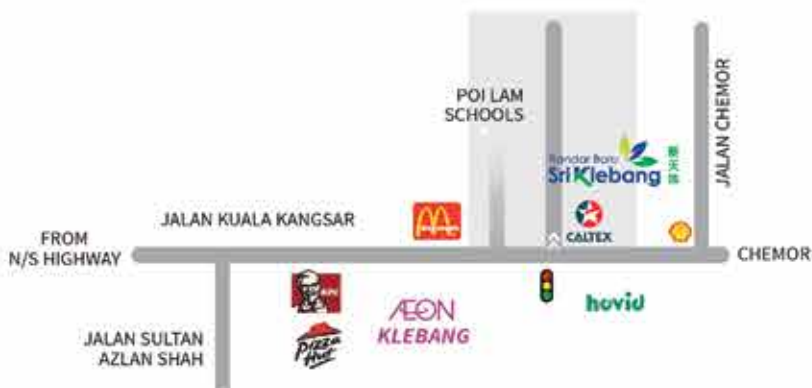 POI LAM
SCHOOLS
JALAN CHEMOR
Bandar Baru
Sri Klebang
JALAN KUALA KANGSAR
CALTEX
FROM
N/S HIGHWAY
CHEMOR
KFC
AEON
KLEBANG
hovid
Pizza
Hut
JALAN SULTAN
AZLAN SHAH